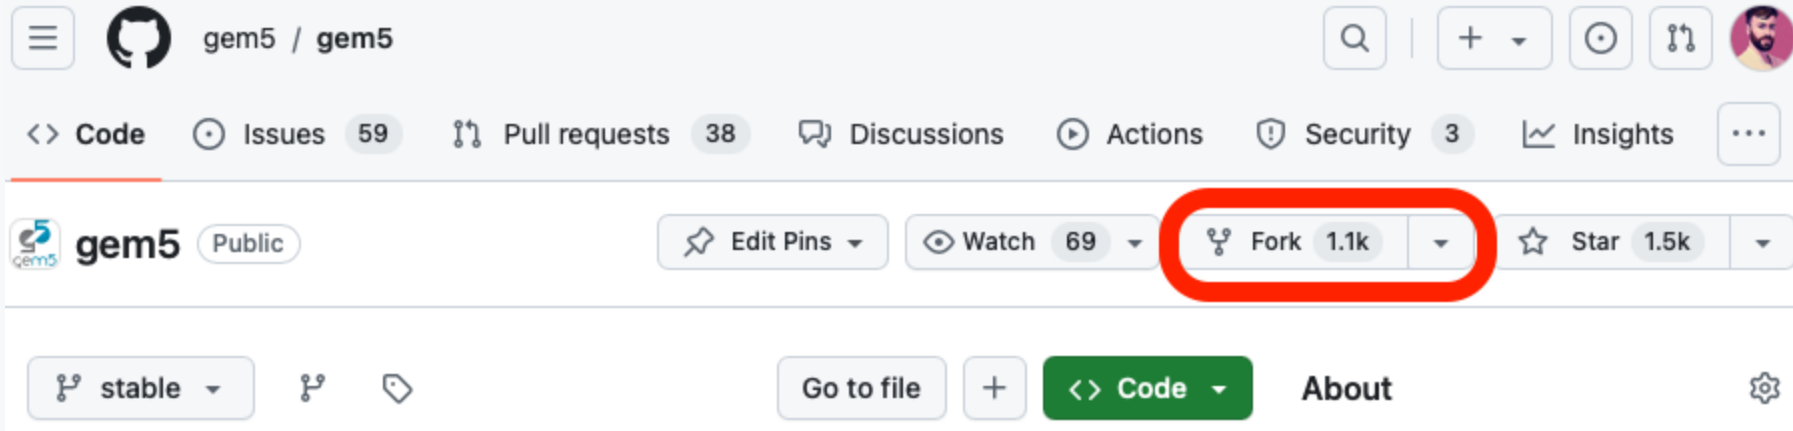 gem5 / gem5
Code Issues 59 Pull requests 38 Discussions Actions Security 3 Insights
gem5 gem5 Public Edit Pins Watch 69 Fork 1.1k Star 1.5k
stable Go to file Code About